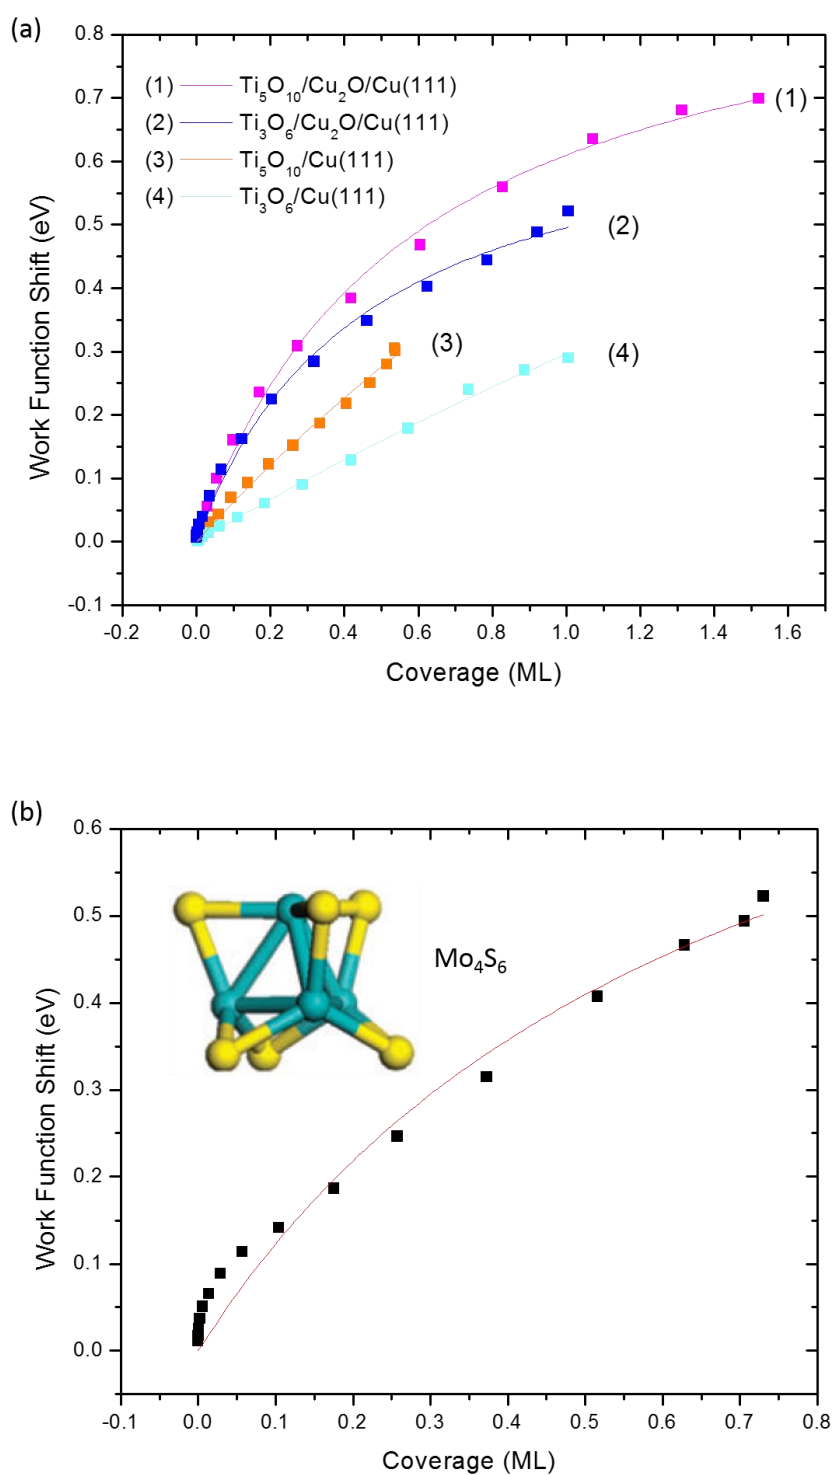 (a)
0.8
0.7
0.6
0.5
0.4
0.3
0.2
0.1
0.0
-0.1
Work Function Shift (eV)
(1) Ti₅O₁₀/Cu₂O/Cu(111)
(2) Ti₃O₆/Cu₂O/Cu(111)
(3) Ti₅O₁₀/Cu(111)
(4) Ti₃O₆/Cu(111)
(1)
(2)
(3)
(4)
-0.2 0.0 0.2 0.4 0.6 0.8 1.0 1.2 1.4 1.6
Coverage (ML)
(b)
0.6
0.5
0.4
0.3
0.2
0.1
0.0
Work Function Shift (eV)
Mo₄S₆
-0.1 0.0 0.1 0.2 0.3 0.4 0.5 0.6 0.7 0.8
Coverage (ML)